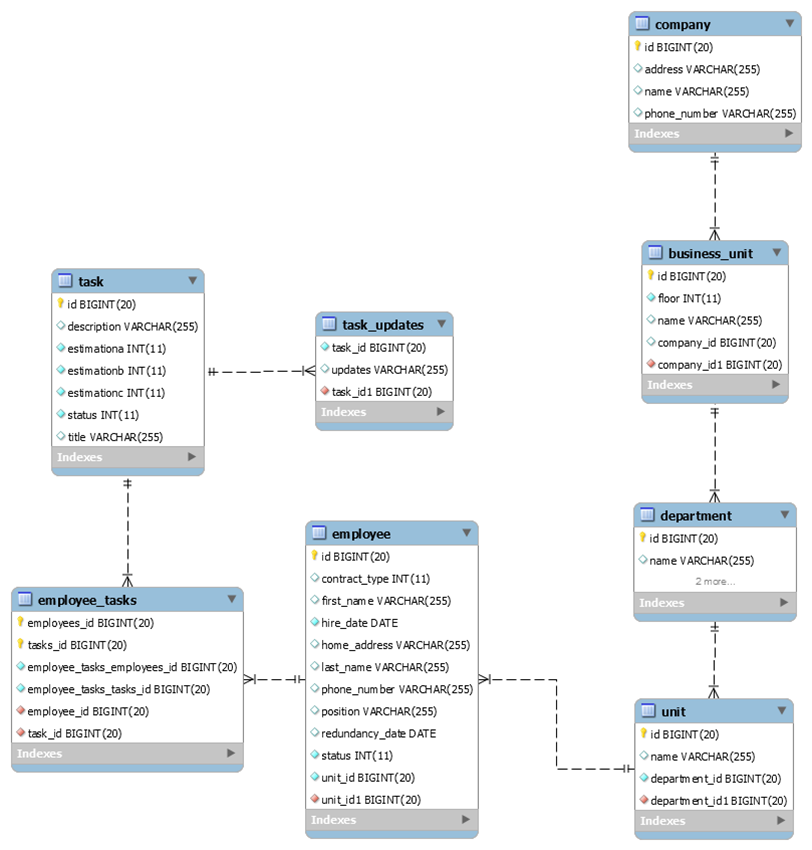 company
id BIGINT(20)
address VARCHAR(255)
name VARCHAR(255)
phone_number VARCHAR(255)
Indexes
business_unit
id BIGINT(20)
floor INT(11)
name VARCHAR(255)
company_id BIGINT(20)
company_id1 BIGINT(20)
Indexes
task
id BIGINT(20)
description VARCHAR(255)
estimationa INT(11)
estimationb INT(11)
estimationc INT(11)
status INT(11)
title VARCHAR(255)
Indexes
task_updates
task_id BIGINT(20)
updates VARCHAR(255)
task_id1 BIGINT(20)
Indexes
department
id BIGINT(20)
name VARCHAR(255)
2 more...
Indexes
employee
id BIGINT(20)
contract_type INT(11)
first_name VARCHAR(255)
hire_date DATE
home_address VARCHAR(255)
last_name VARCHAR(255)
phone_number VARCHAR(255)
position VARCHAR(255)
redundancy_date DATE
status INT(11)
unit_id BIGINT(20)
unit_id1 BIGINT(20)
Indexes
employee_tasks
employees_id BIGINT(20)
tasks_id BIGINT(20)
employee_tasks_employees_id BIGINT(20)
employee_tasks_tasks_id BIGINT(20)
employee_id BIGINT(20)
task_id BIGINT(20)
Indexes
unit
id BIGINT(20)
name VARCHAR(255)
department_id BIGINT(20)
department_id1 BIGINT(20)
Indexes